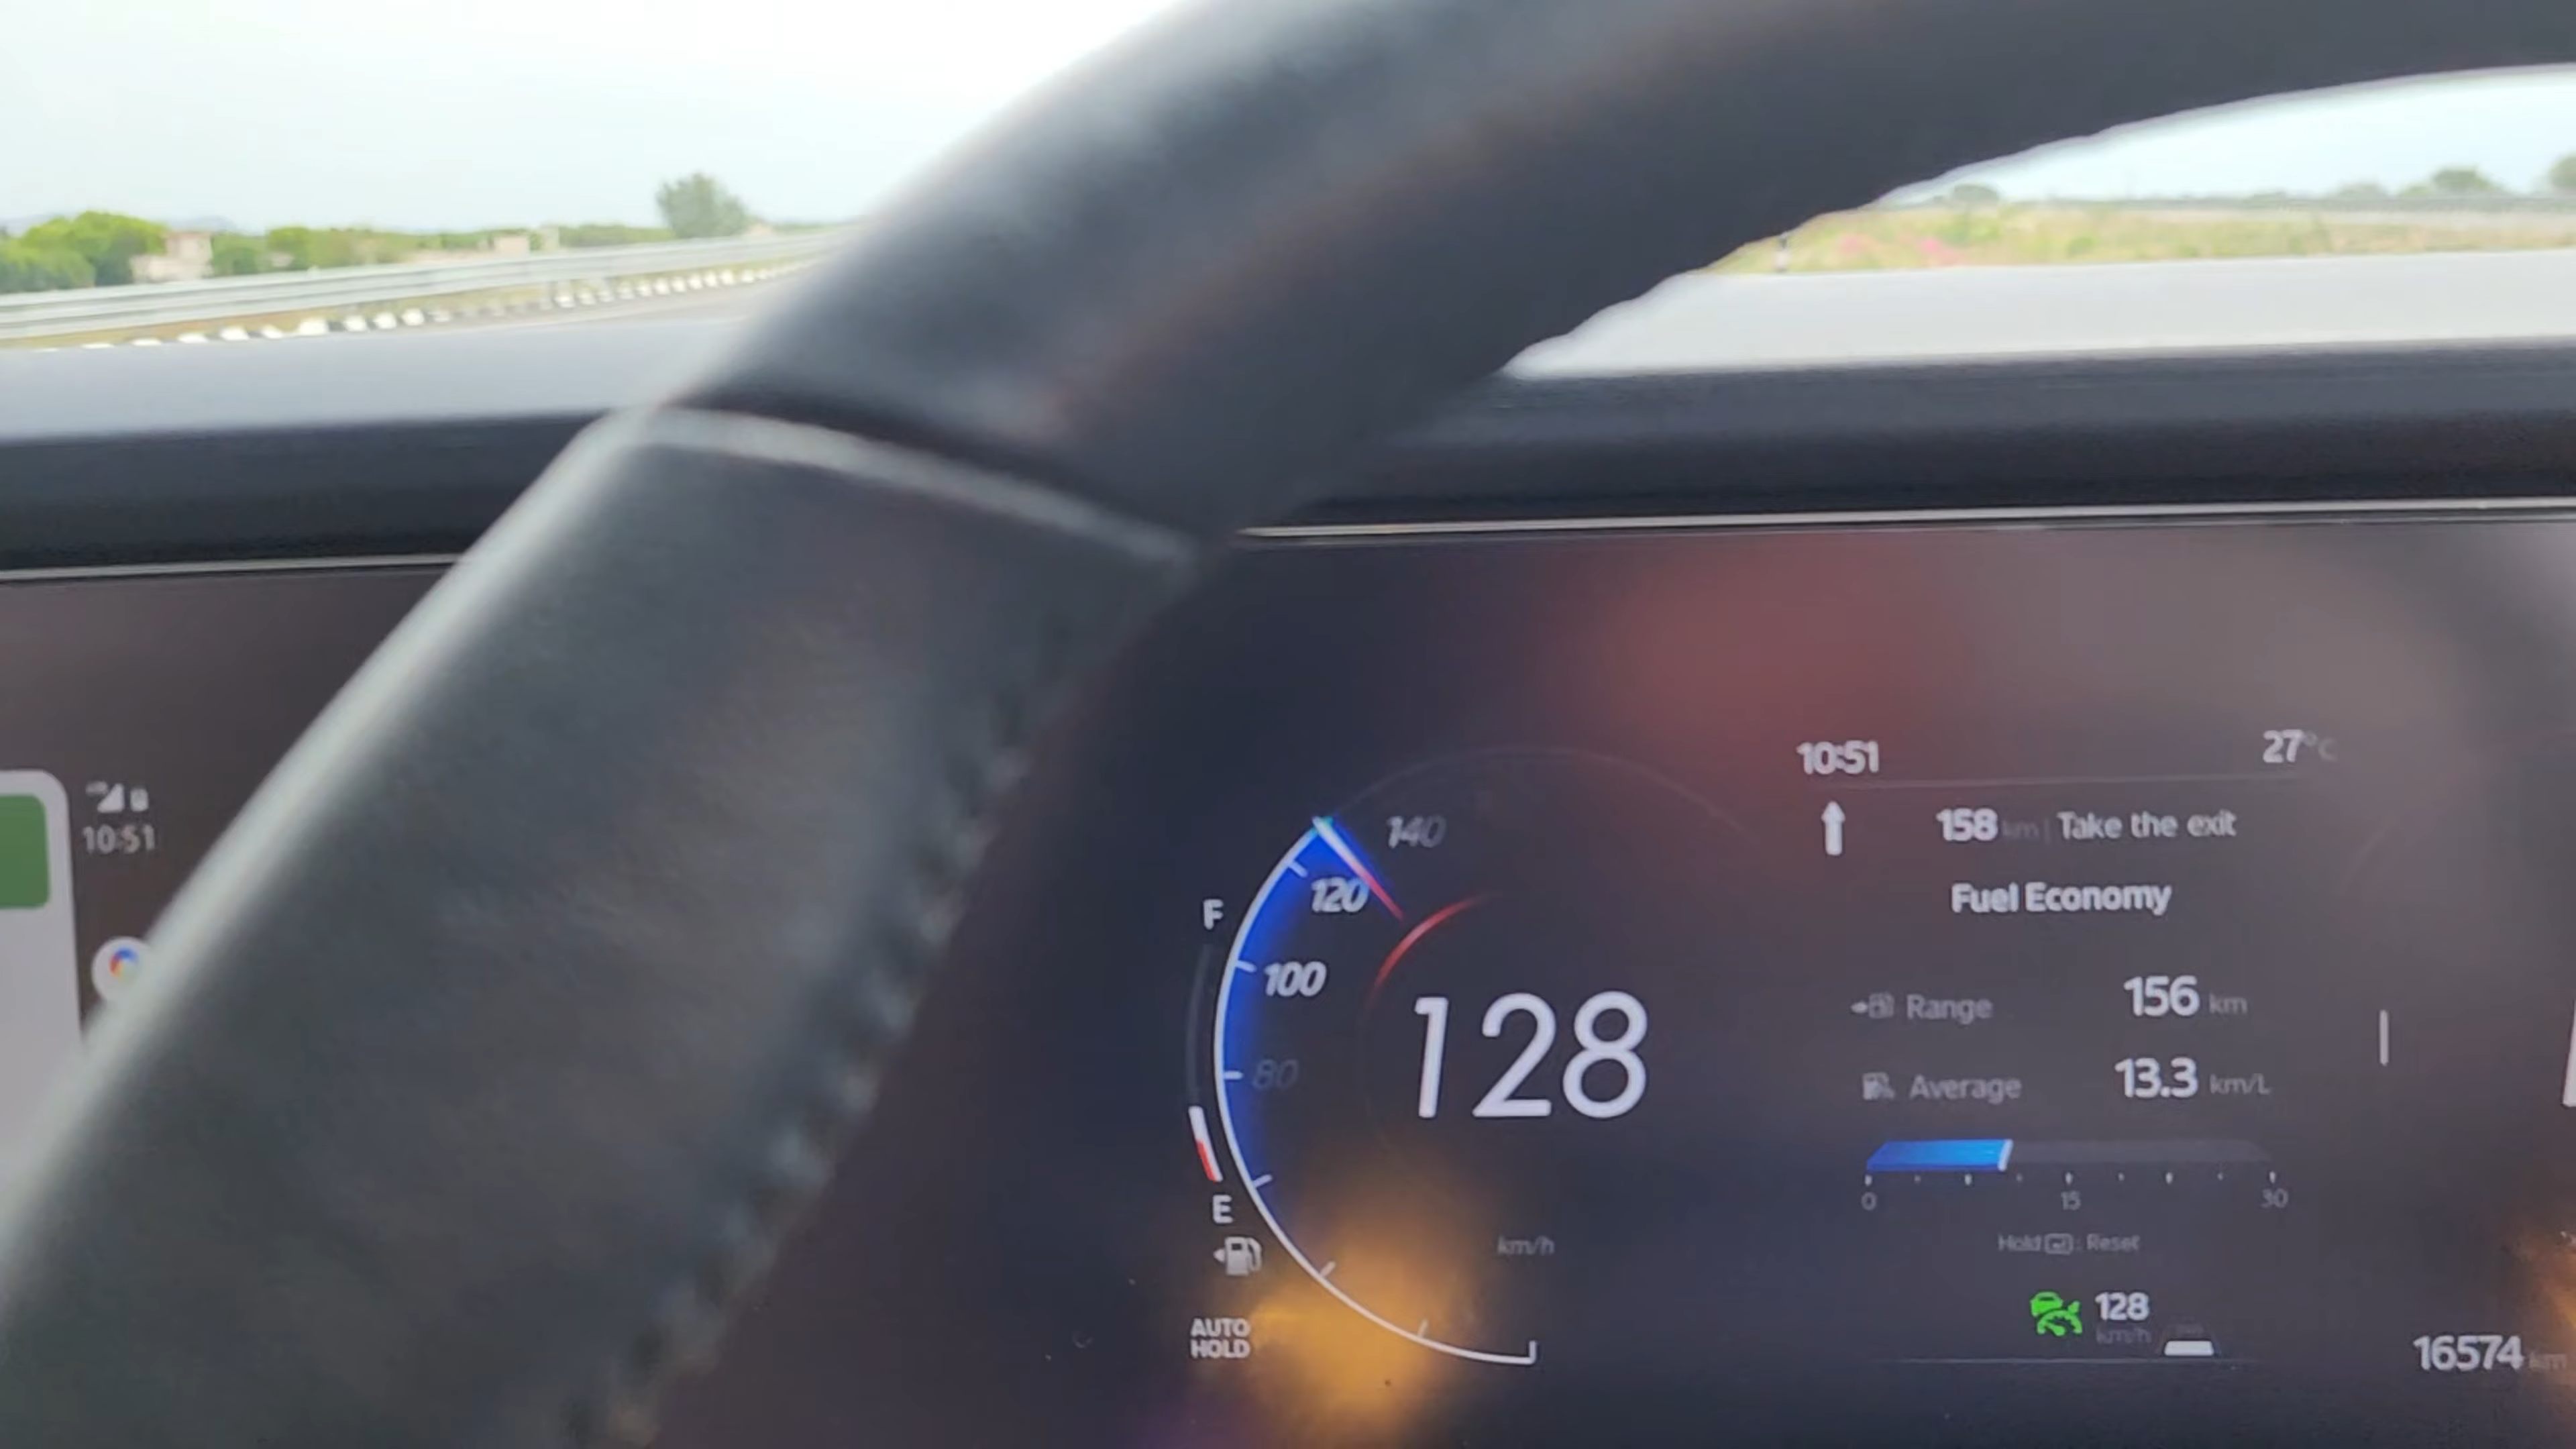 10:51
F
E
AUTO
HOLD
140
120
100
80
128
km/h
10:51
27°C
158 km | Take the exit
Fuel Economy
Range 156 km
Average 13.3 km/L
0 15 30
Hold : Reset
128
km/h
16574 km